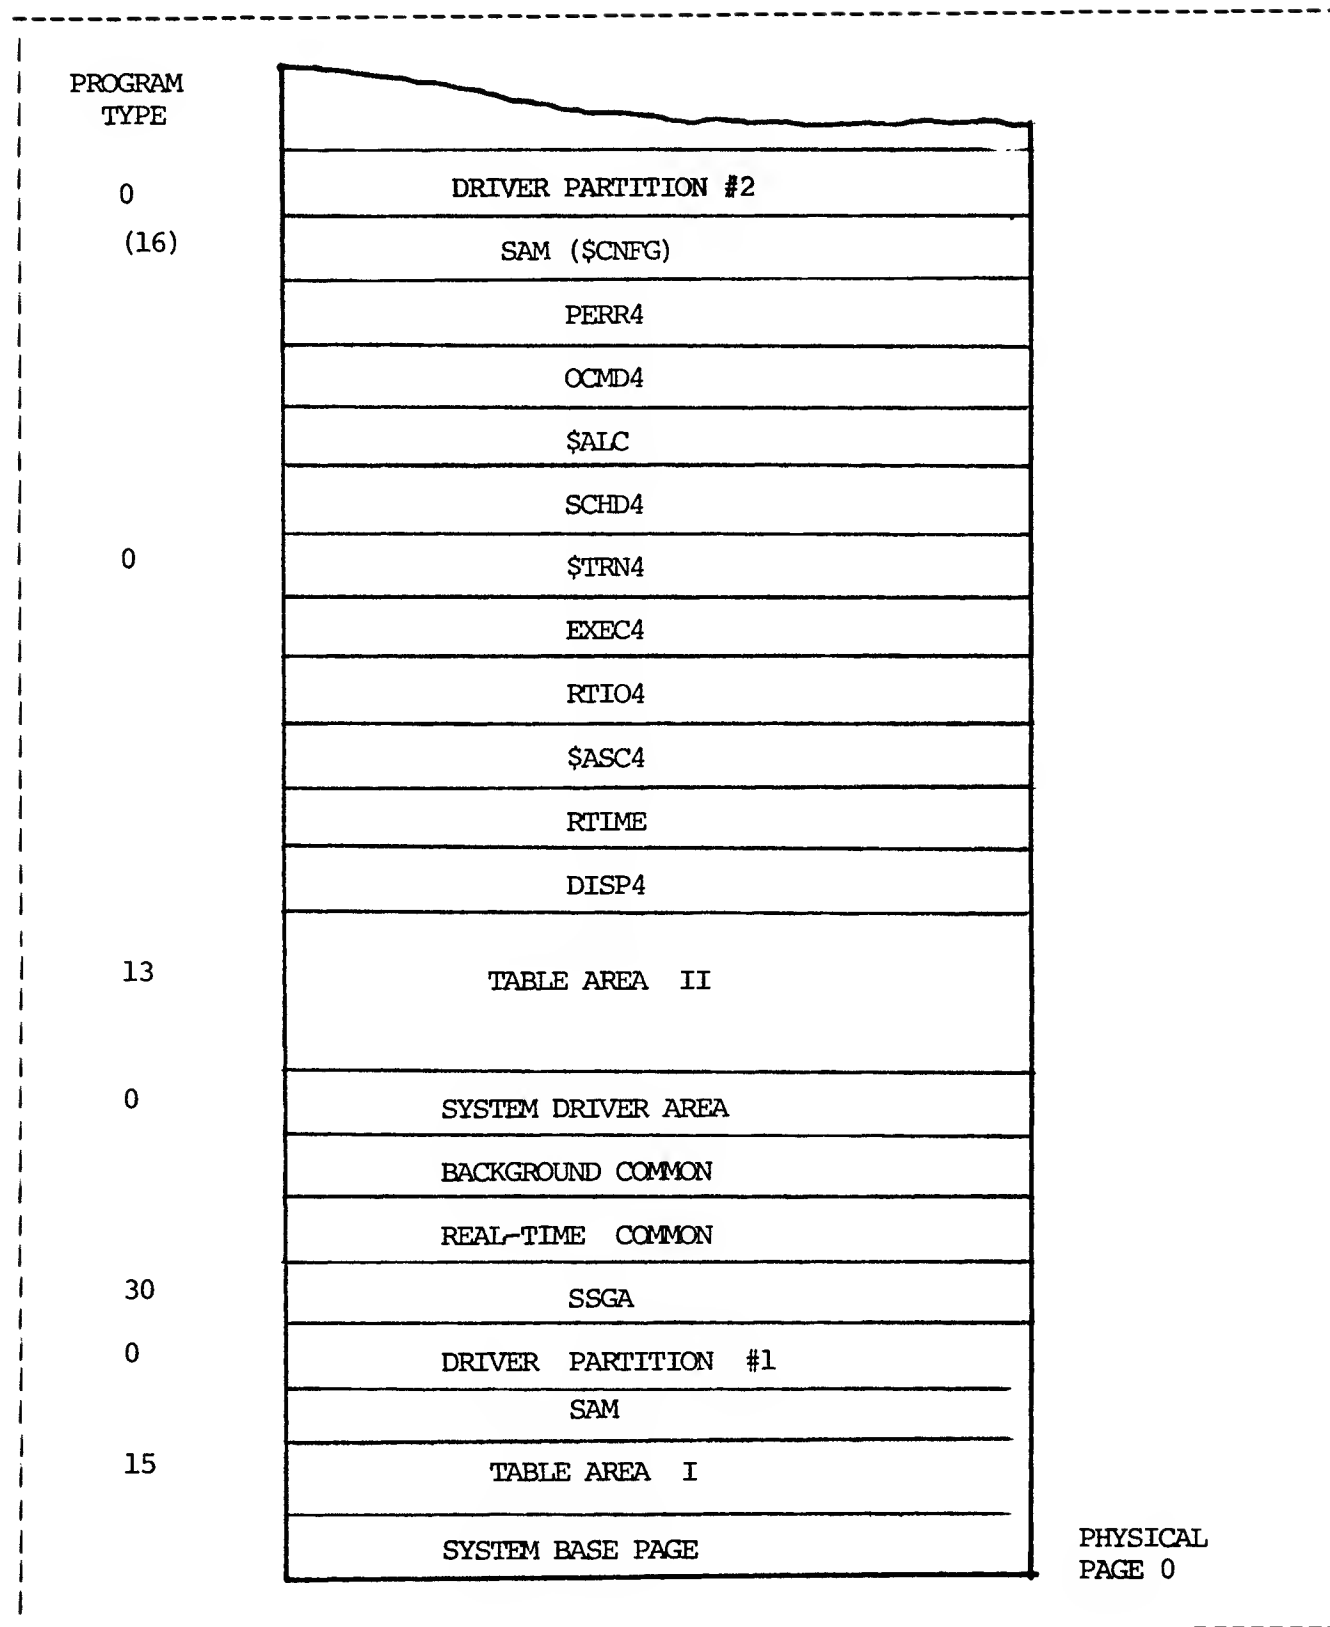 PROGRAM
TYPE
0 DRIVER PARTITION #2
(16) SAM ($CNFG)
PERR4
OCMD4
$ALC
SCHD4
0 $TRN4
EXEC4
RTIO4
$ASC4
RTIME
DISP4
13 TABLE AREA II
0 SYSTEM DRIVER AREA
BACKGROUND COMMON
REAL-TIME COMMON
30 SSGA
0 DRIVER PARTITION #1
SAM
15 TABLE AREA I
SYSTEM BASE PAGE
PHYSICAL
PAGE 0